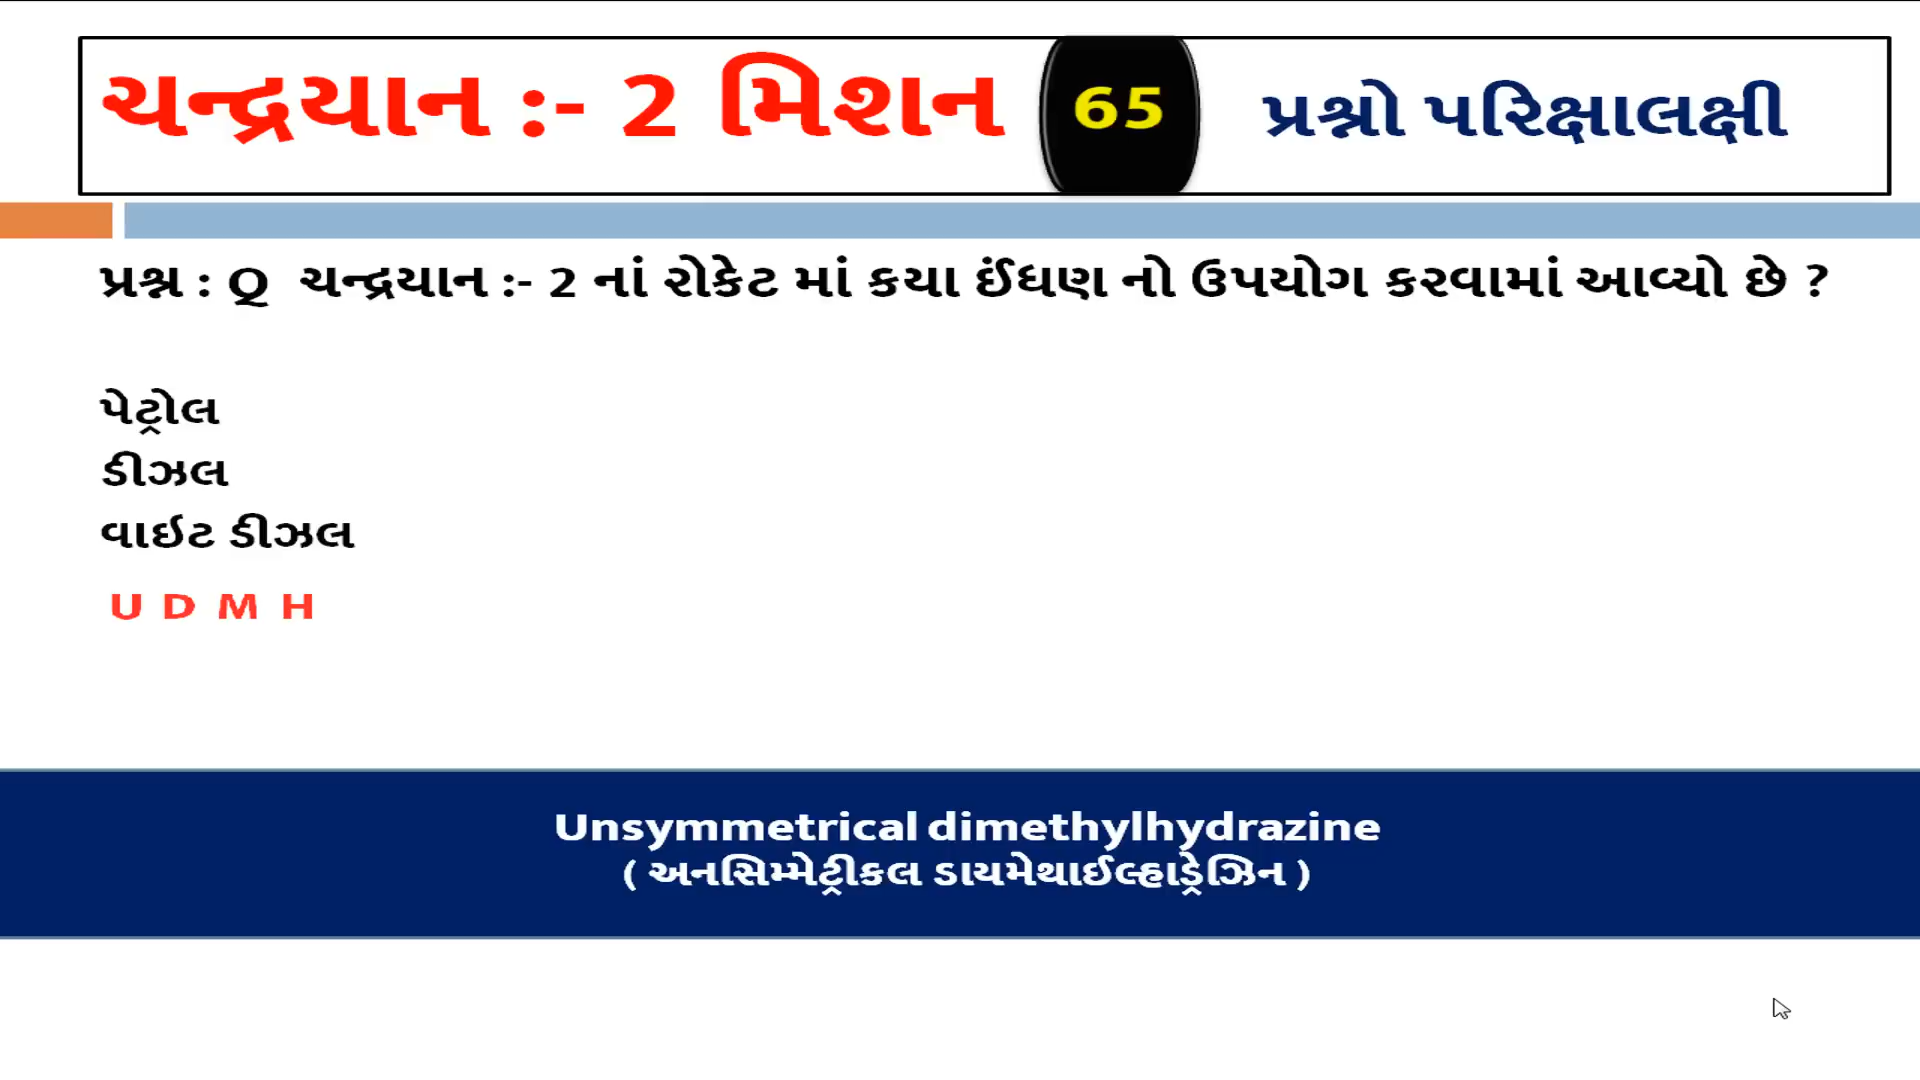 ચન્દ્રયાન :- 2 મિશન 65 પ્રશ્નો પરિક્ષાલક્ષી
પ્રશ્ન : Q ચન્દ્રયાન :- 2 નાં રોકેટ માં કયા ઈંધણ નો ઉપયોગ કરવામાં આવ્યો છે ?
પેટ્રોલ
ડીઝલ
વાઇટ ડીઝલ
U D M H
Unsymmetrical dimethylhydrazine
( અનસિમ્મેટ્રીકલ ડાયમેથાઈલ્હાડ્રેઝિન )